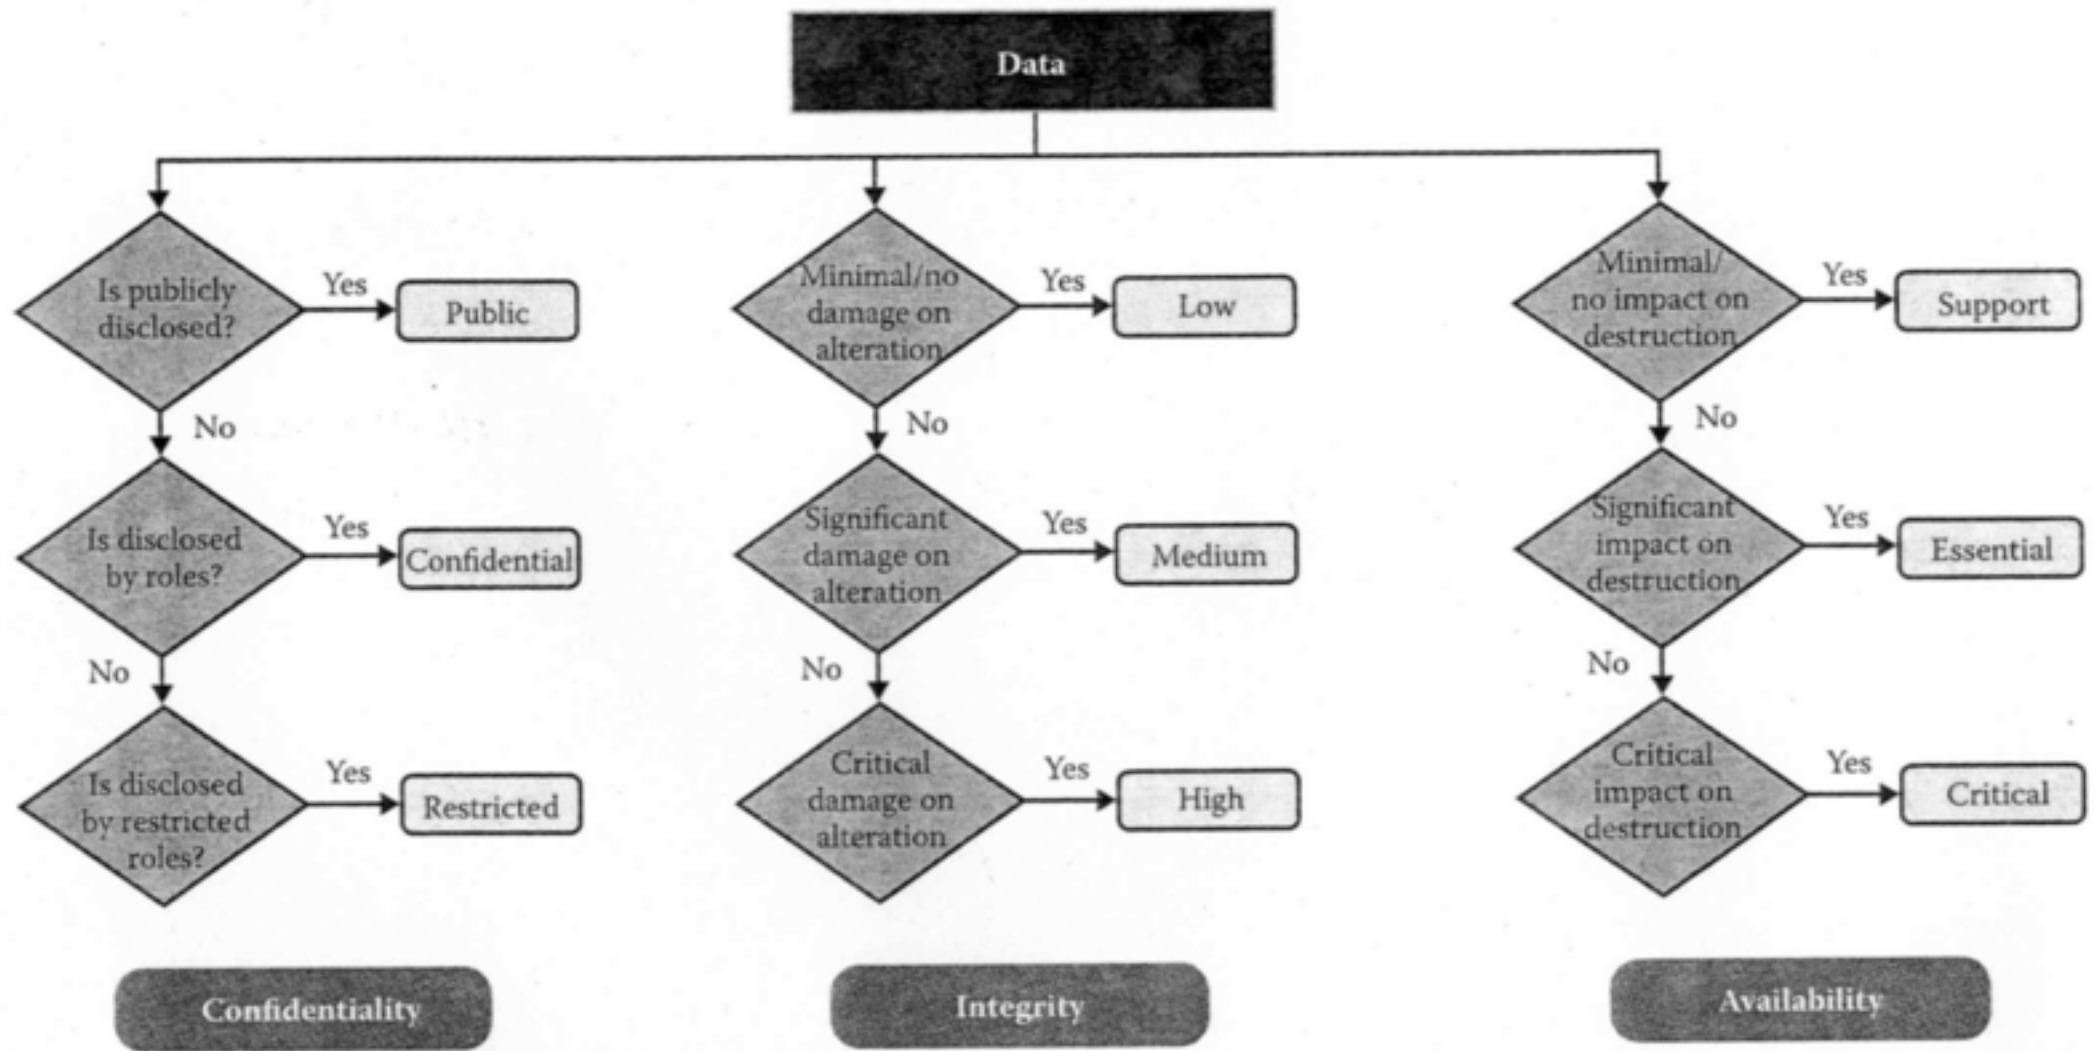 Data
Is publicly
disclosed?
Yes
Public
No
Is disclosed
by roles?
Yes
Confidential
No
Is disclosed
by restricted
roles?
Yes
Restricted
Confidentiality
Minimal/no
damage on
alteration
Yes
Low
No
Significant
damage on
alteration
Yes
Medium
No
Critical
damage on
alteration
Yes
High
Integrity
Minimal/
no impact on
destruction
Yes
Support
No
Significant
impact on
destruction
Yes
Essential
No
Critical
impact on
destruction
Yes
Critical
Availability